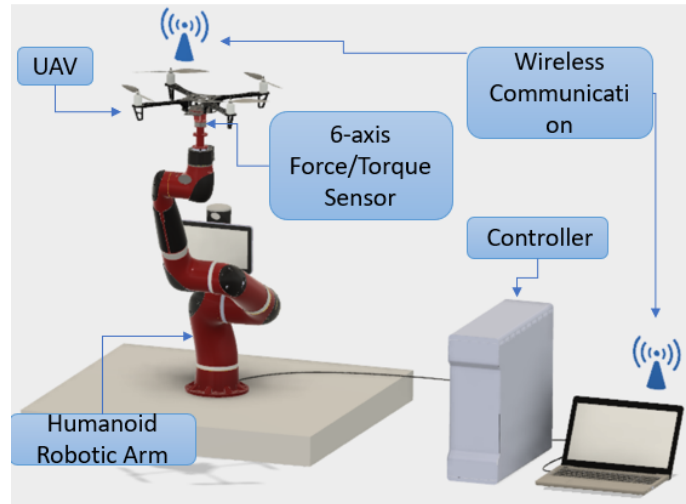 UAV
Wireless
Communicati
on
6-axis
Force/Torque
Sensor
Controller
Humanoid
Robotic Arm